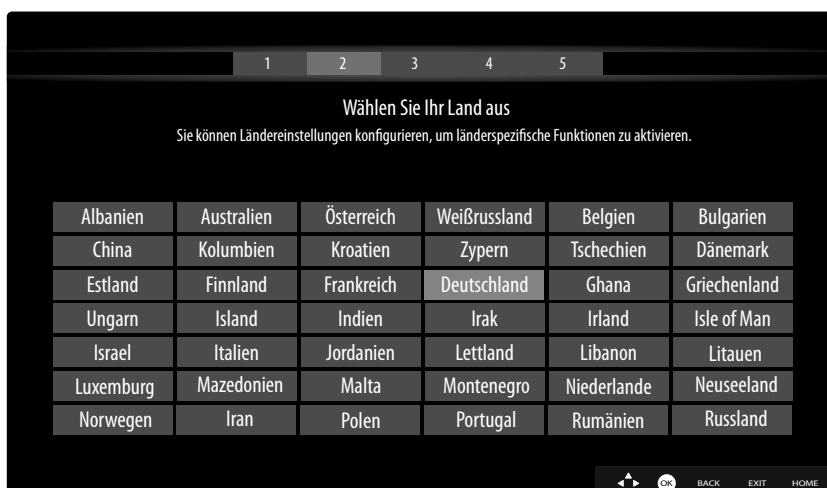 1 2 3 4 5
Wählen Sie Ihr Land aus
Sie können Ländereinstellungen konfigurieren, um länderspezifische Funktionen zu aktivieren.
Albanien Australien Österreich Weißrussland Belgien Bulgarien
China Kolumbien Kroatien Zypern Tschechien Dänemark
Estland Finnland Frankreich Deutschland Ghana Griechenland
Ungarn Island Indien Irak Irland Isle of Man
Israel Italien Jordanien Lettland Libanon Litauen
Luxemburg Mazedonien Malta Montenegro Niederlande Neuseeland
Norwegen Iran Polen Portugal Rumänien Russland
OK BACK EXIT HOME